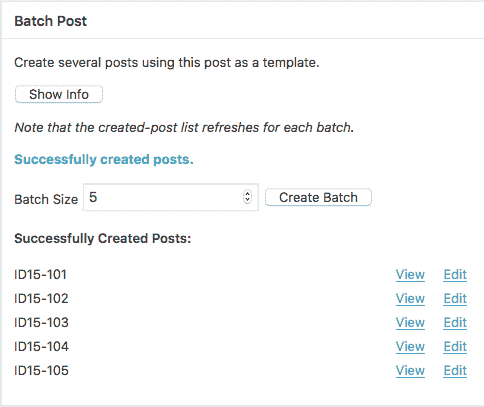 Batch Post
Create several posts using this post as a template.
Show Info
Note that the created-post list refreshes for each batch.
Successfully created posts.
Batch Size 5 Create Batch
Successfully Created Posts:
ID15-101 View Edit
ID15-102 View Edit
ID15-103 View Edit
ID15-104 View Edit
ID15-105 View Edit